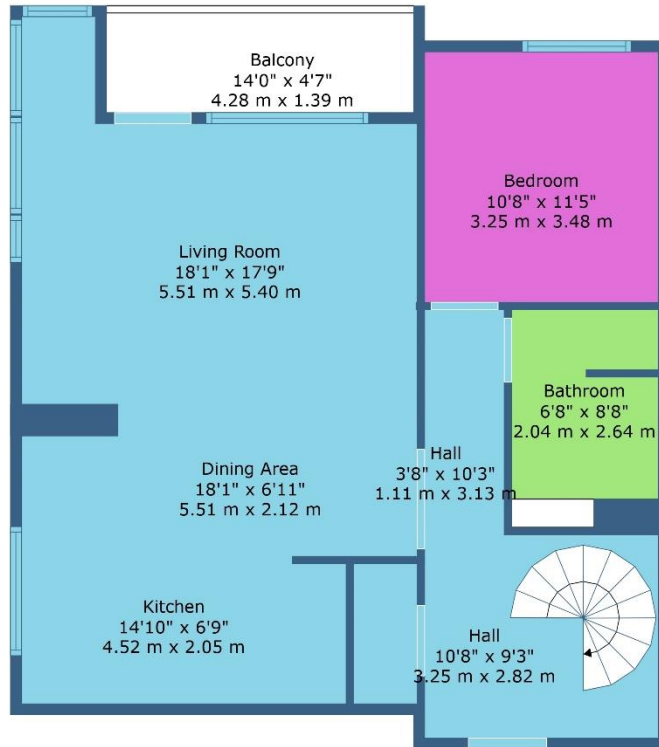 Balcony
14'0" x 4'7"
4.28 m x 1.39 m
Bedroom
10'8" x 11'5"
3.25 m x 3.48 m
Living Room
18'1" x 17'9"
5.51 m x 5.40 m
Bathroom
6'8" x 8'8"
2.04 m x 2.64 m
Hall
3'8" x 10'3"
1.11 m x 3.13 m
Dining Area
18'1" x 6'11"
5.51 m x 2.12 m
Kitchen
14'10" x 6'9"
4.52 m x 2.05 m
Hall
10'8" x 9'3"
3.25 m x 2.82 m